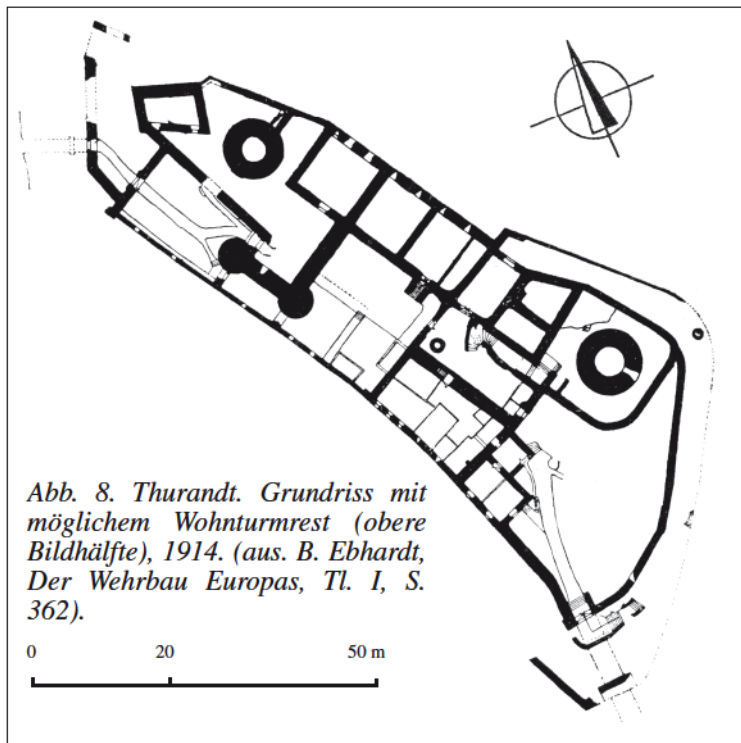 Abb. 8. Thurandt. Grundriss mit
möglichem Wohnturmrest (obere
Bildhälfte), 1914. (aus. B. Ebhardt,
Der Wehrbau Europas, Tl. I, S.
362).
0 20 50 m